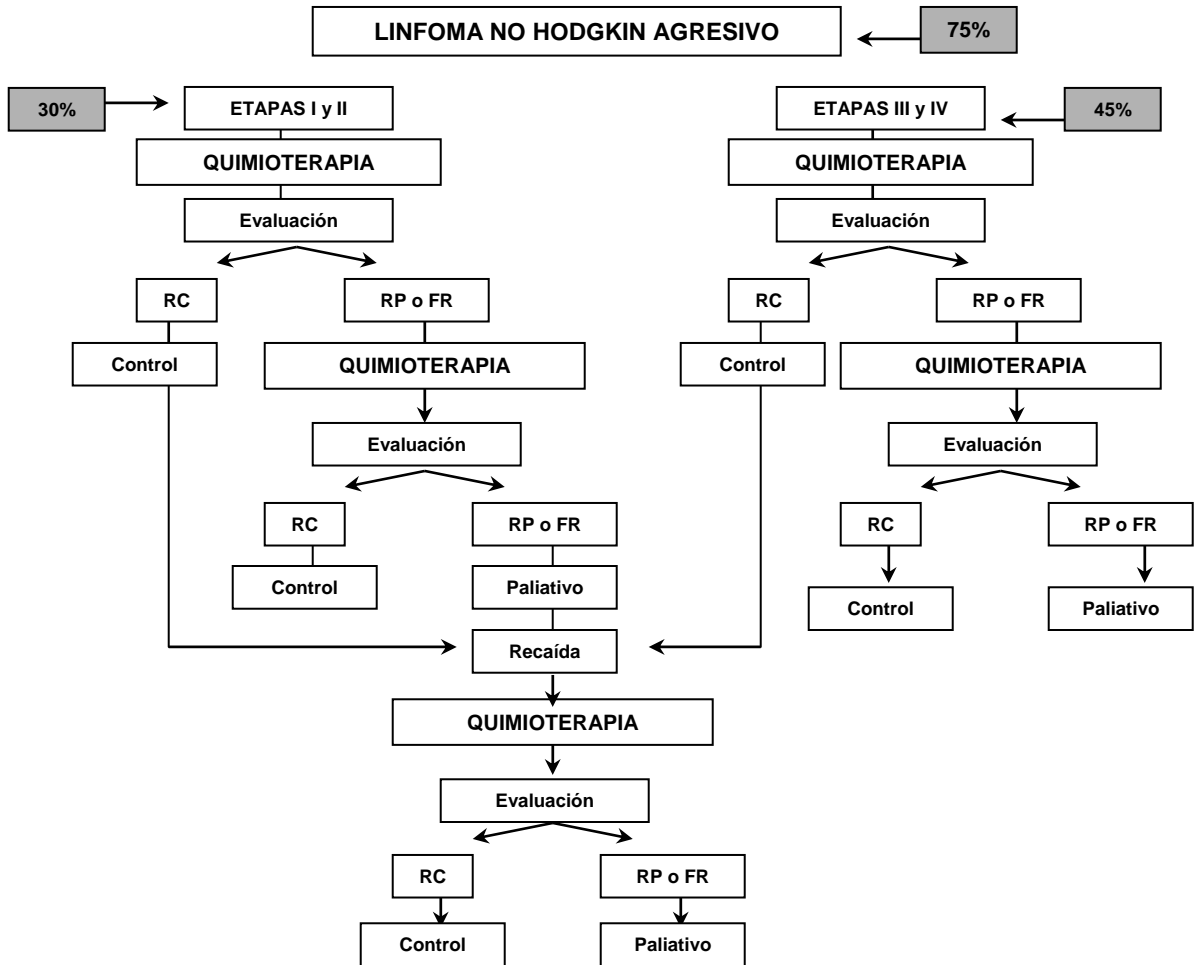 LINFOMA NO HODGKIN AGRESIVO
75%
30%
ETAPAS I y II
ETAPAS III y IV
45%
QUIMIOTERAPIA
QUIMIOTERAPIA
Evaluación
Evaluación
RC
RP o FR
RC
RP o FR
Control
QUIMIOTERAPIA
Control
QUIMIOTERAPIA
Evaluación
Evaluación
RC
RP o FR
RC
RP o FR
Control
Paliativo
Control
Paliativo
Recaída
QUIMIOTERAPIA
Evaluación
RC
RP o FR
Control
Paliativo